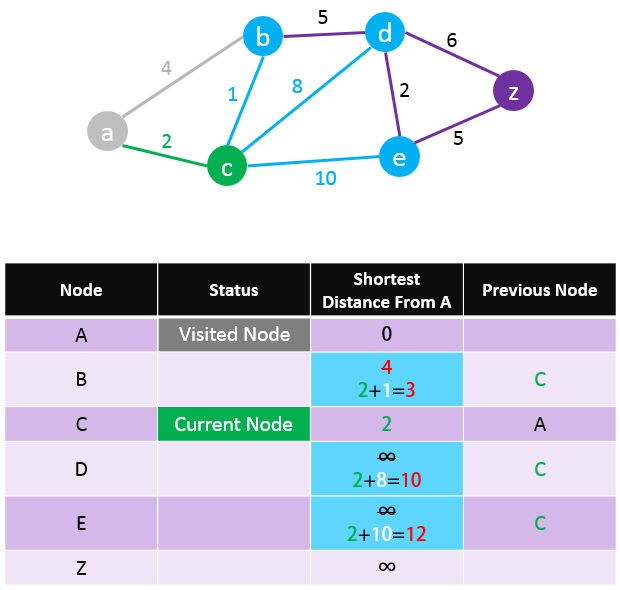 5
b
d
6
4
1
8
2
z
a
2
c
e
5
10
Node Status Shortest Distance From A Previous Node
A Visited Node 0
B 4 2+1=3 C
C Current Node 2 A
D ∞ 2+8=10 C
E ∞ 2+10=12 C
Z ∞